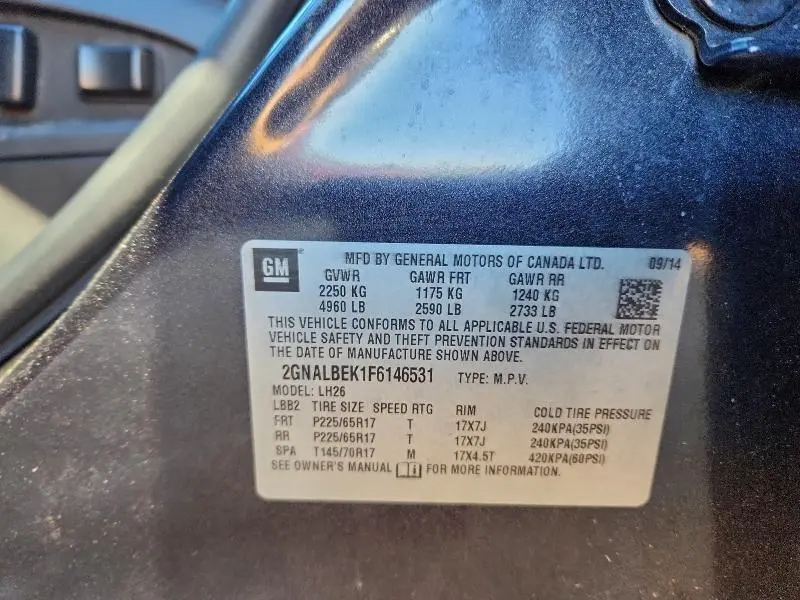 GM MFD BY GENERAL MOTORS OF CANADA LTD. 09/14
GVWR GAWR FRT GAWR RR
2250 KG 1175 KG 1240 KG
4960 LB 2590 LB 2733 LB
THIS VEHICLE CONFORMS TO ALL APPLICABLE U.S. FEDERAL MOTOR
VEHICLE SAFETY AND THEFT PREVENTION STANDARDS IN EFFECT ON
THE DATE OF MANUFACTURE SHOWN ABOVE.
2GNALBEK1F6146531 TYPE: M.P.V.
MODEL: LH26
LBB2 TIRE SIZE SPEED RTG RIM COLD TIRE PRESSURE
FRT P225/65R17 T 17X7J 240KPA(35PSI)
RR P225/65R17 T 17X7J 240KPA(35PSI)
SPA T145/70R17 M 17X4.5T 420KPA(60PSI)
SEE OWNER'S MANUAL FOR MORE INFORMATION.